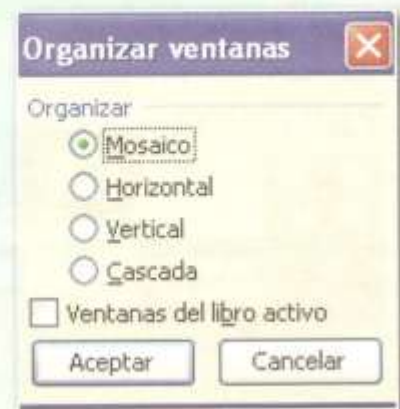 Organizar ventanas
Organizar
Mosaico
Horizontal
Vertical
Cascada
Ventanas del libro activo
Aceptar Cancelar